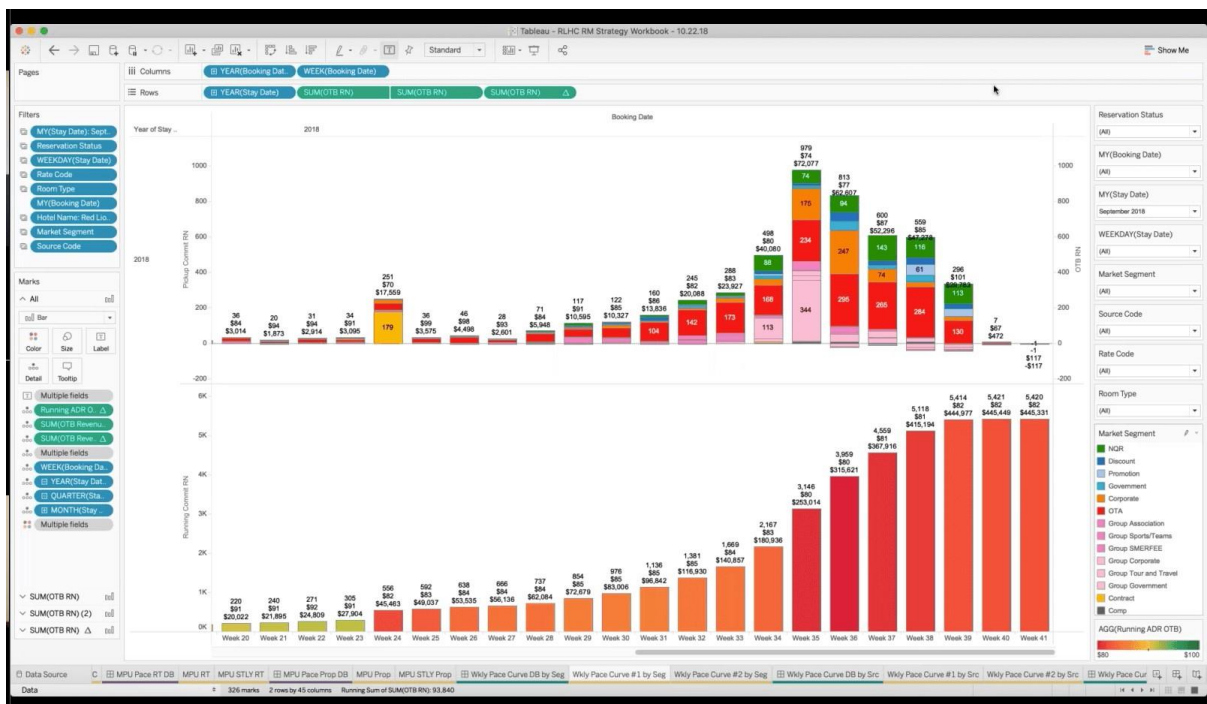 Tableau - RLHC RM Strategy Workbook - 10.22.18
Standard
Show Me
Pages
Columns
YEAR(Booking Dat..
WEEK(Booking Date)
Rows
YEAR(Stay Date)
SUM(OTB RN)
SUM(OTB RN)
SUM(OTB RN)
Filters
MY(Stay Date): Sept..
Reservation Status
WEEKDAY(Stay Date)
Rate Code
Room Type
MY(Booking Date)
Hotel Name: Red Lio..
Market Segment
Source Code
Marks
All
Bar
Color
Size
Label
Detail
Tooltip
Multiple fields
Running ADR O..
SUM(OTB Revenu..
SUM(OTB Reve..
Multiple fields
WEEK(Booking Da..
YEAR(Stay Dat..
QUARTER(Sta..
MONTH(Stay ..
Multiple fields
SUM(OTB RN)
SUM(OTB RN) (2)
SUM(OTB RN)
Booking Date
Year of Stay ..
2018
2018
Pickup Commit RN
1000
800
600
400
200
0
-200
OTB RN
1000
800
600
400
200
0
-200
36
$84
$3,014
20
$94
$1,873
31
$94
$2,914
34
$91
$3,095
251
$70
$17,559
179
36
$99
$3,575
46
$98
$4,498
28
$93
$2,601
71
$84
$5,948
117
$91
$10,595
122
$85
$10,327
160
$86
$13,836
104
245
$82
$20,088
142
288
$83
$23,927
173
498
$80
$40,080
88
168
113
979
$74
$72,077
74
175
234
344
813
$77
$62,607
94
247
295
600
$87
$52,296
143
74
265
559
$85
$47,278
116
61
284
296
$101
113
130
7
$67
$472
-1
-1
$117
-$117
Running Commit RN
6K
5K
4K
3K
2K
1K
0K
220
$91
$20,022
240
$91
$21,895
271
$92
$24,809
305
$91
$27,904
556
$82
$45,463
592
$83
$49,037
638
$84
$53,535
666
$84
$56,136
737
$84
$62,084
854
$85
$72,679
976
$85
$83,006
1,136
$85
$96,842
1,381
$85
$116,930
1,669
$84
$140,857
2,167
$83
$180,936
3,146
$80
$253,014
3,959
$80
$315,621
4,559
$81
$367,916
5,118
$81
$415,194
5,414
$82
$444,977
5,421
$82
$445,449
5,420
$82
$445,331
Week 20 Week 21 Week 22 Week 23 Week 24 Week 25 Week 26 Week 27 Week 28 Week 29 Week 30 Week 31 Week 32 Week 33 Week 34 Week 35 Week 36 Week 37 Week 38 Week 39 Week 40 Week 41
Reservation Status
(All)
MY(Booking Date)
(All)
MY(Stay Date)
September 2018
WEEKDAY(Stay Date)
(All)
Market Segment
(All)
Source Code
(All)
Rate Code
(All)
Room Type
(All)
Market Segment
NQR
Discount
Promotion
Government
Corporate
OTA
Group Association
Group Sports/Teams
Group SMERFEE
Group Corporate
Group Tour and Travel
Group Government
Contract
Comp
AGG(Running ADR OTB)
$80 $100
Data Source
C
MPU Pace RT DB
MPU RT
MPU STLY RT
MPU Pace Prop DB
MPU Prop
MPU STLY Prop
Wkly Pace Curve DB by Seg
Wkly Pace Curve #1 by Seg
Wkly Pace Curve #2 by Seg
Wkly Pace Curve DB by Src
Wkly Pace Curve #1 by Src
Wkly Pace Curve #2 by Src
Wkly Pace Cur
Data
326 marks
2 rows by 45 columns
Running Sum of SUM(OTB RN): 93,840